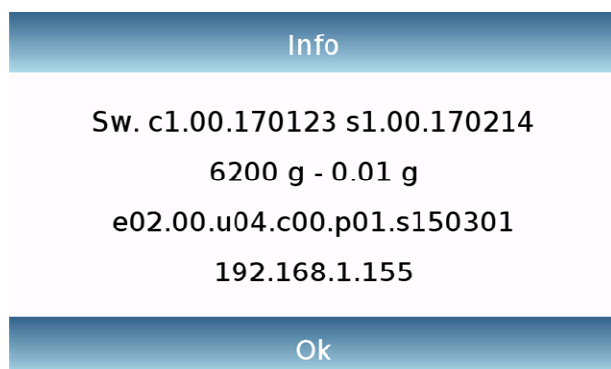 Info
Sw. c1.00.170123 s1.00.170214
6200 g - 0.01 g
e02.00.u04.c00.p01.s150301
192.168.1.155
Ok